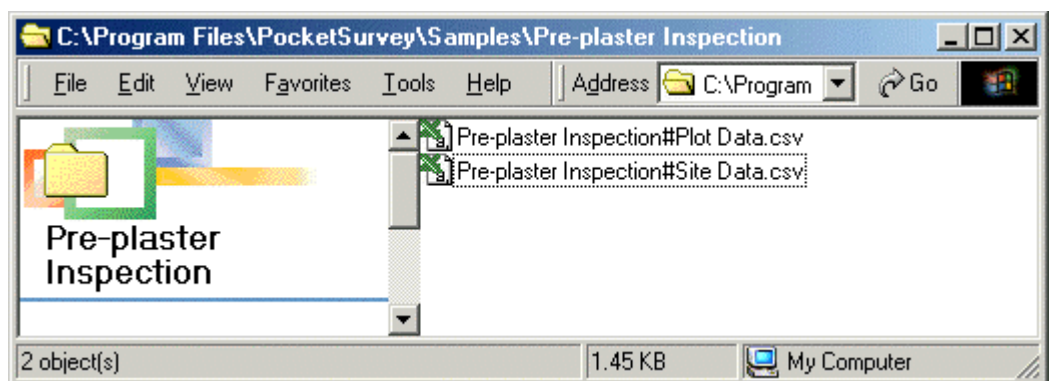 C:\Program Files\PocketSurvey\Samples\Pre-plaster Inspection
File Edit View Favorites Tools Help Address C:\Program Go
Pre-plaster Inspection#Plot Data.csv
Pre-plaster Inspection#Site Data.csv
Pre-plaster
Inspection
2 object(s) 1.45 KB My Computer